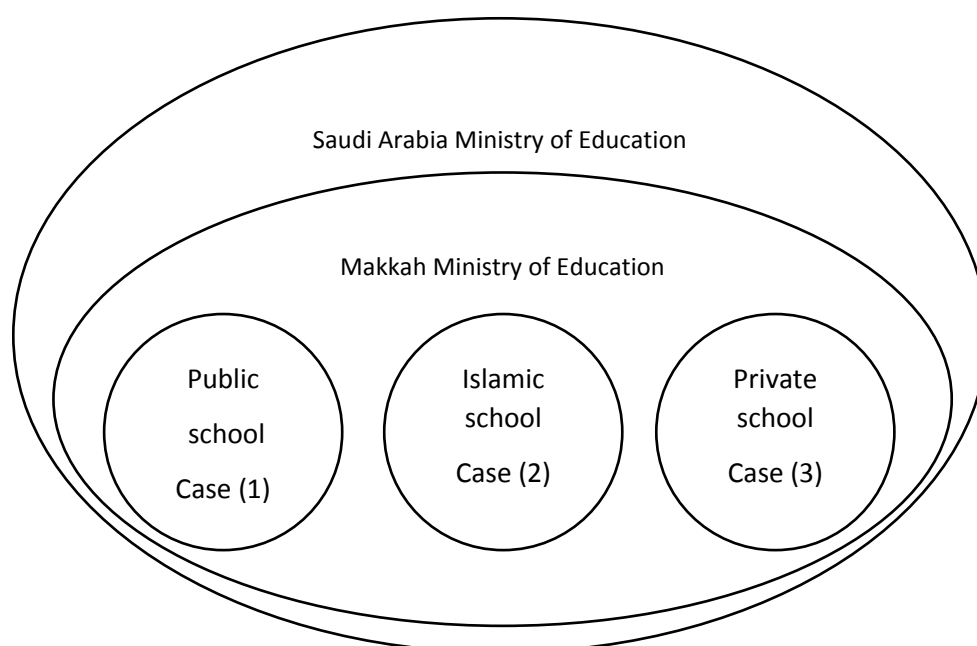 Saudi Arabia Ministry of Education
Makkah Ministry of Education
Public
school
Case (1)
Islamic
school
Case (2)
Private
school
Case (3)